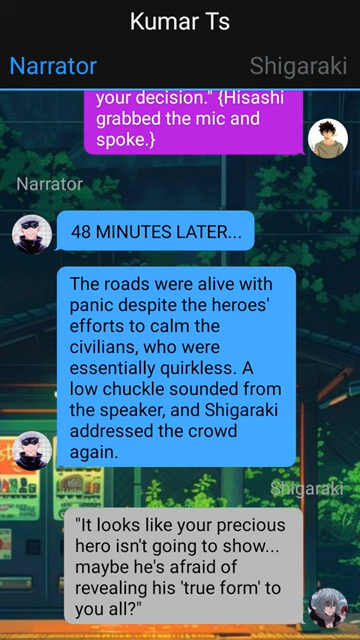 Kumar Ts
Narrator
Shigaraki
your decision." {Hisashi
grabbed the mic and
spoke.}
Narrator
48 MINUTES LATER...
The roads were alive with
panic despite the heroes'
efforts to calm the
civilians, who were
essentially quirkless. A
low chuckle sounded from
the speaker, and Shigaraki
addressed the crowd
again.
Shigaraki
"It looks like your precious
hero isn't going to show...
maybe he's afraid of
revealing his 'true form' to
you all?"